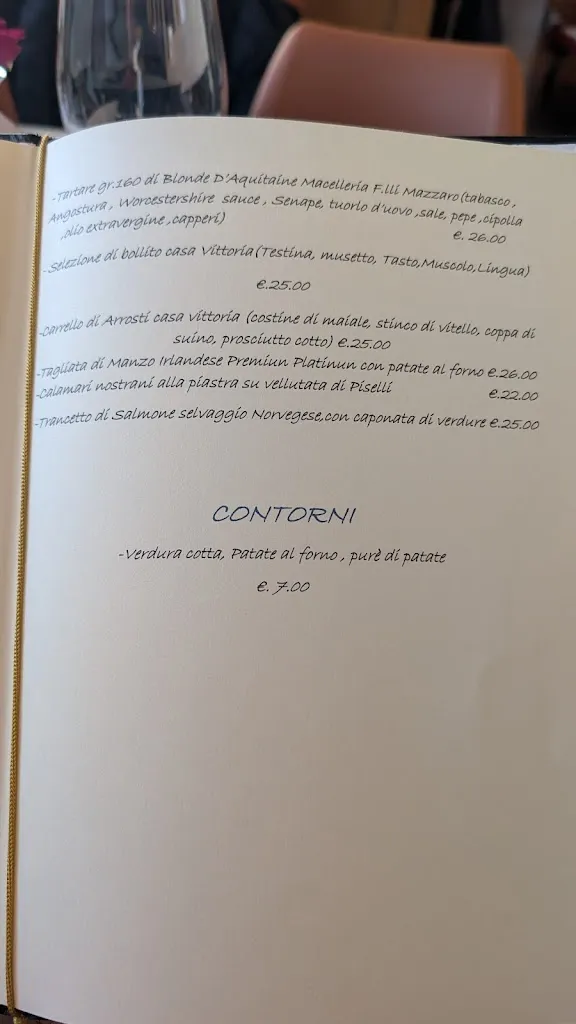 -Tartare gr.160 di Blonde D'Aquitaine Macelleria F.lli Mazzaro(tabasco,
Angostura, Worcestershire sauce, Senape, tuorlo d'uovo,sale, pepe,cipolla
,olio extravergine,capperi) €. 26.00
-Selezione di bollito casa Vittoria(Testina, musetto, Tasto,Muscolo,Lingua)
€.25.00
-Carrello di Arrosti casa vittoria (costine di maiale, stinco di vitello, coppa di
suino, prosciutto cotto) €.25.00
-Tagliata di Manzo Irlandese Premiun Platinun con patate al forno €.26.00
-Calamari nostrani alla piastra su vellutata di Piselli €.22.00
-Trancetto di Salmone selvaggio Norvegese,con caponata di verdure €.25.00
CONTORNI
-Verdura cotta, Patate al forno, purè di patate
€. 7.00